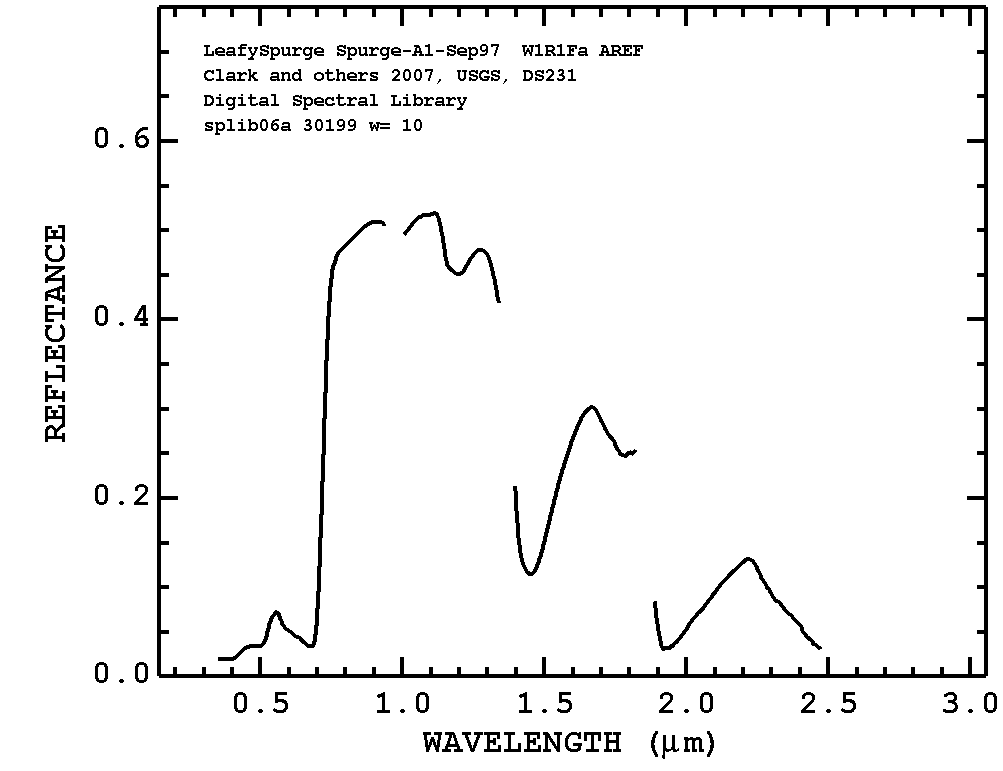 LeafySpurge Spurge-A1-Sep97  W1R1Fa AREF
Clark and others 2007, USGS, DS231
Digital Spectral Library
splib06a 30199 w= 10
0.6
0.4
0.2
0.0
REFLECTANCE
0.5 1.0 1.5 2.0 2.5 3.0
WAVELENGTH (μm)